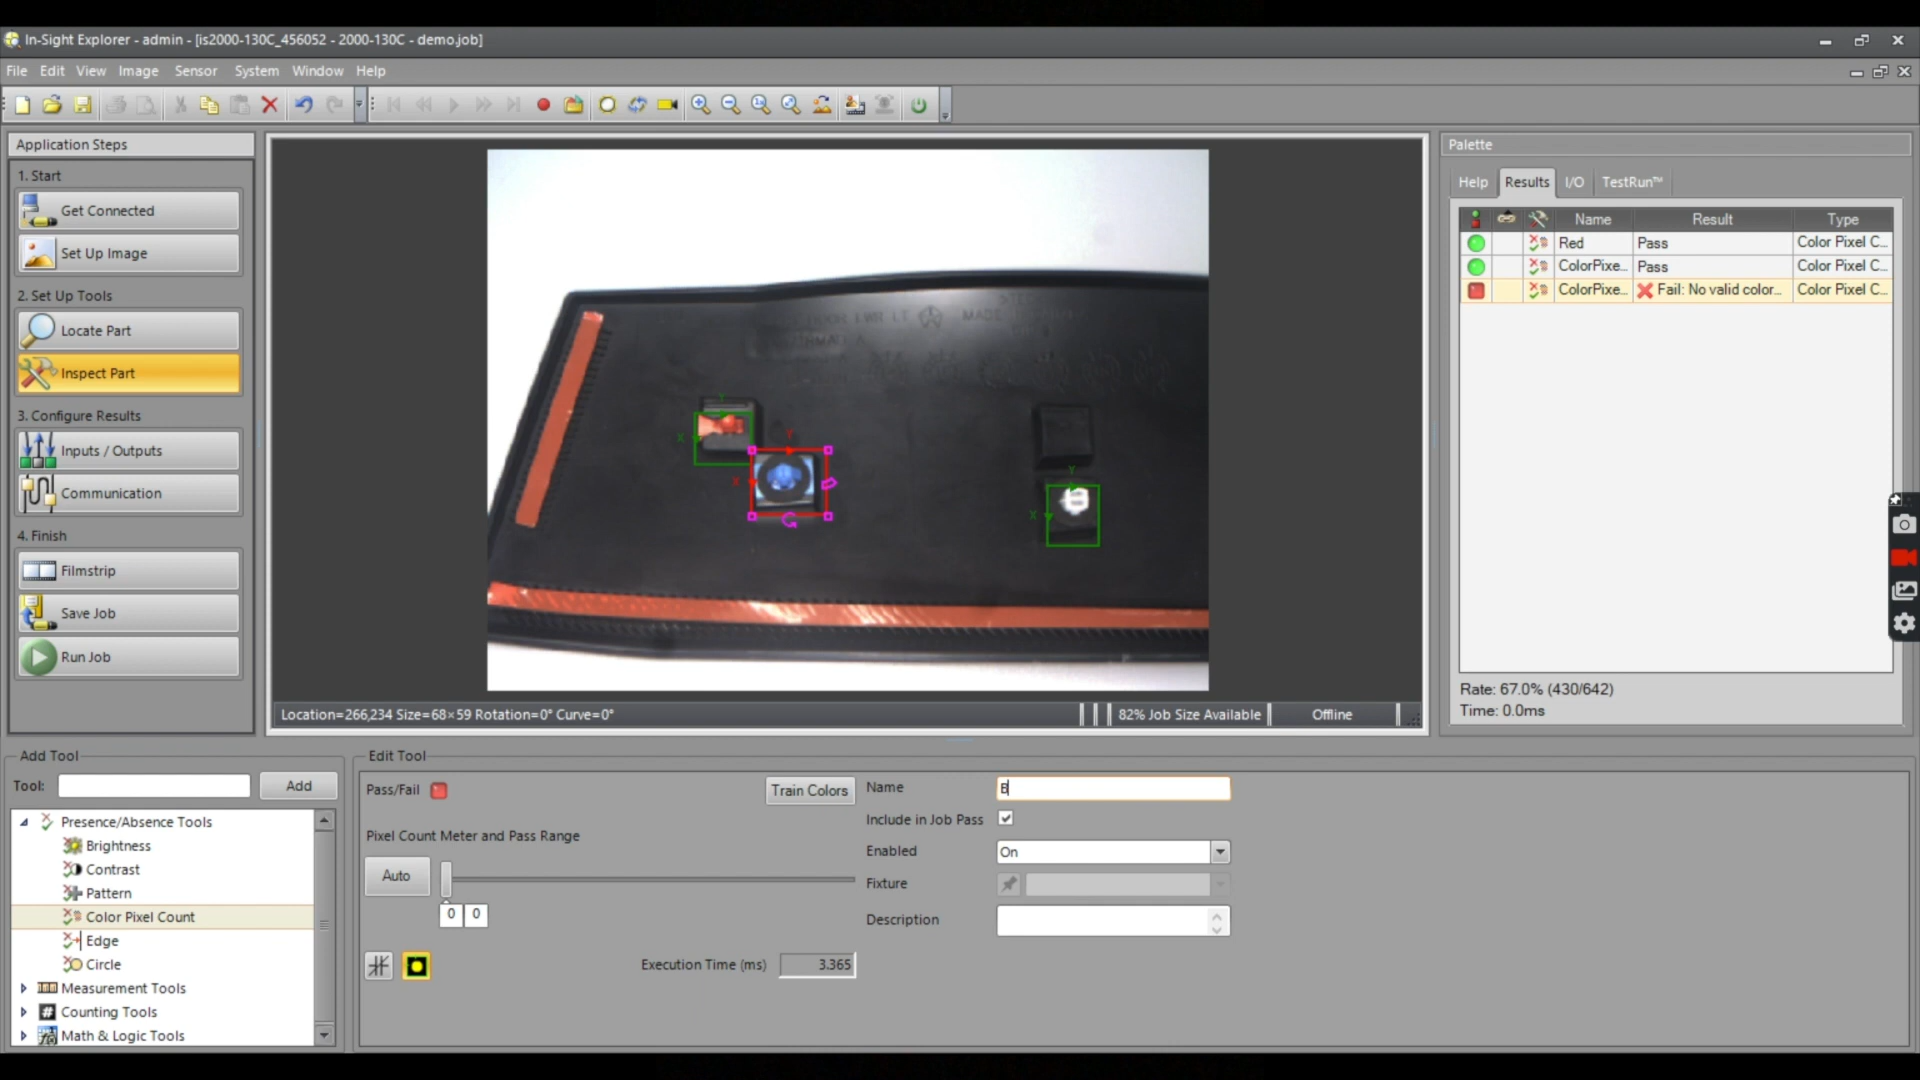 In-Sight Explorer - admin - [is2000-130C_456052 - 2000-130C - demo.job]
File Edit View Image Sensor System Window Help
Application Steps
1. Start
Get Connected
Set Up Image
2. Set Up Tools
Locate Part
Inspect Part
3. Configure Results
Inputs / Outputs
Communication
4. Finish
Filmstrip
Save Job
Run Job
Y
X
Y
X
Y
X
MADE
Location=266,234 Size=68×59 Rotation=0° Curve=0°
82% Job Size Available
Offline
Palette
Help Results I/O TestRun™
Name Result Type
Red Pass Color Pixel C...
ColorPixe... Pass Color Pixel C...
ColorPixe... Fail: No valid color... Color Pixel C...
Rate: 67.0% (430/642)
Time: 0.0ms
Add Tool
Tool: Add
Presence/Absence Tools
Brightness
Contrast
Pattern
Color Pixel Count
Edge
Circle
Measurement Tools
Counting Tools
Math & Logic Tools
Edit Tool
Pass/Fail
Train Colors
Pixel Count Meter and Pass Range
Auto
0 0
Execution Time (ms) 3.365
Name B
Include in Job Pass
Enabled On
Fixture
Description